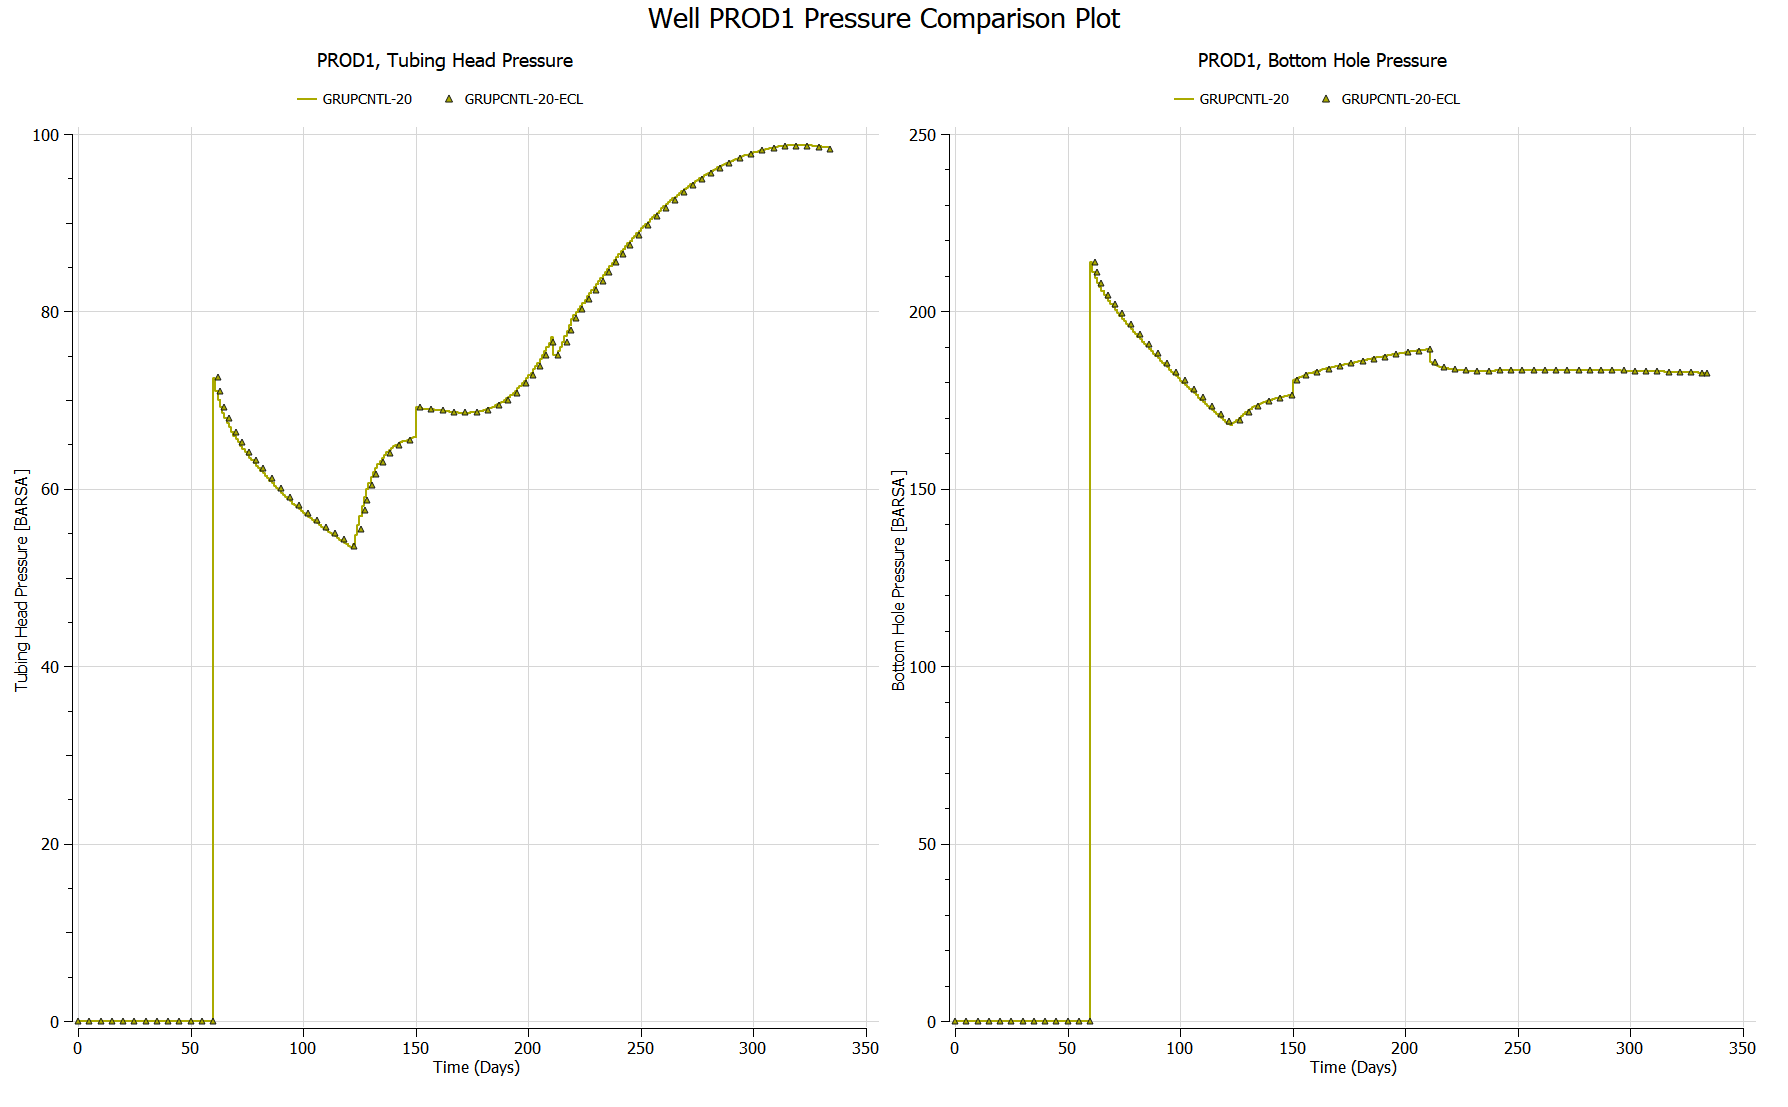 Well PROD1 Pressure Comparison Plot
PROD1, Tubing Head Pressure
GRUPCNTL-20 GRUPCNTL-20-ECL
100
80
60
40
20
0
Tubing Head Pressure [BARSA]
0 50 100 150 200 250 300 350
Time (Days)
PROD1, Bottom Hole Pressure
GRUPCNTL-20 GRUPCNTL-20-ECL
250
200
150
100
50
0
Bottom Hole Pressure [BARSA]
0 50 100 150 200 250 300 350
Time (Days)